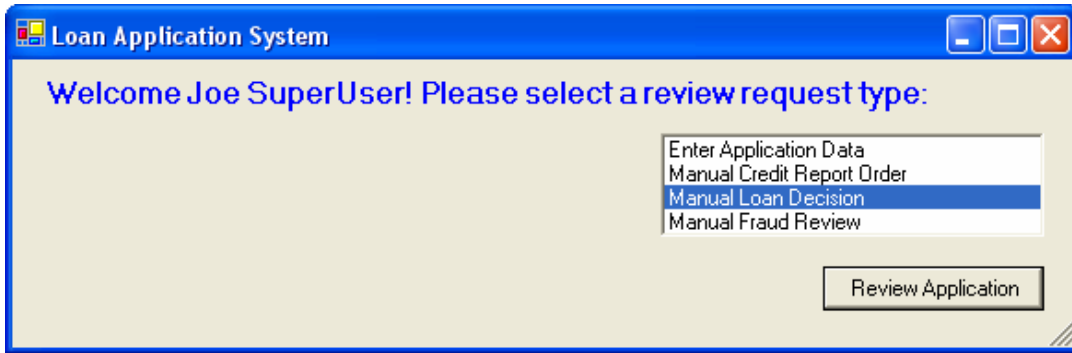 Loan Application System
Welcome Joe SuperUser! Please select a review request type:
Enter Application Data
Manual Credit Report Order
Manual Loan Decision
Manual Fraud Review
Review Application